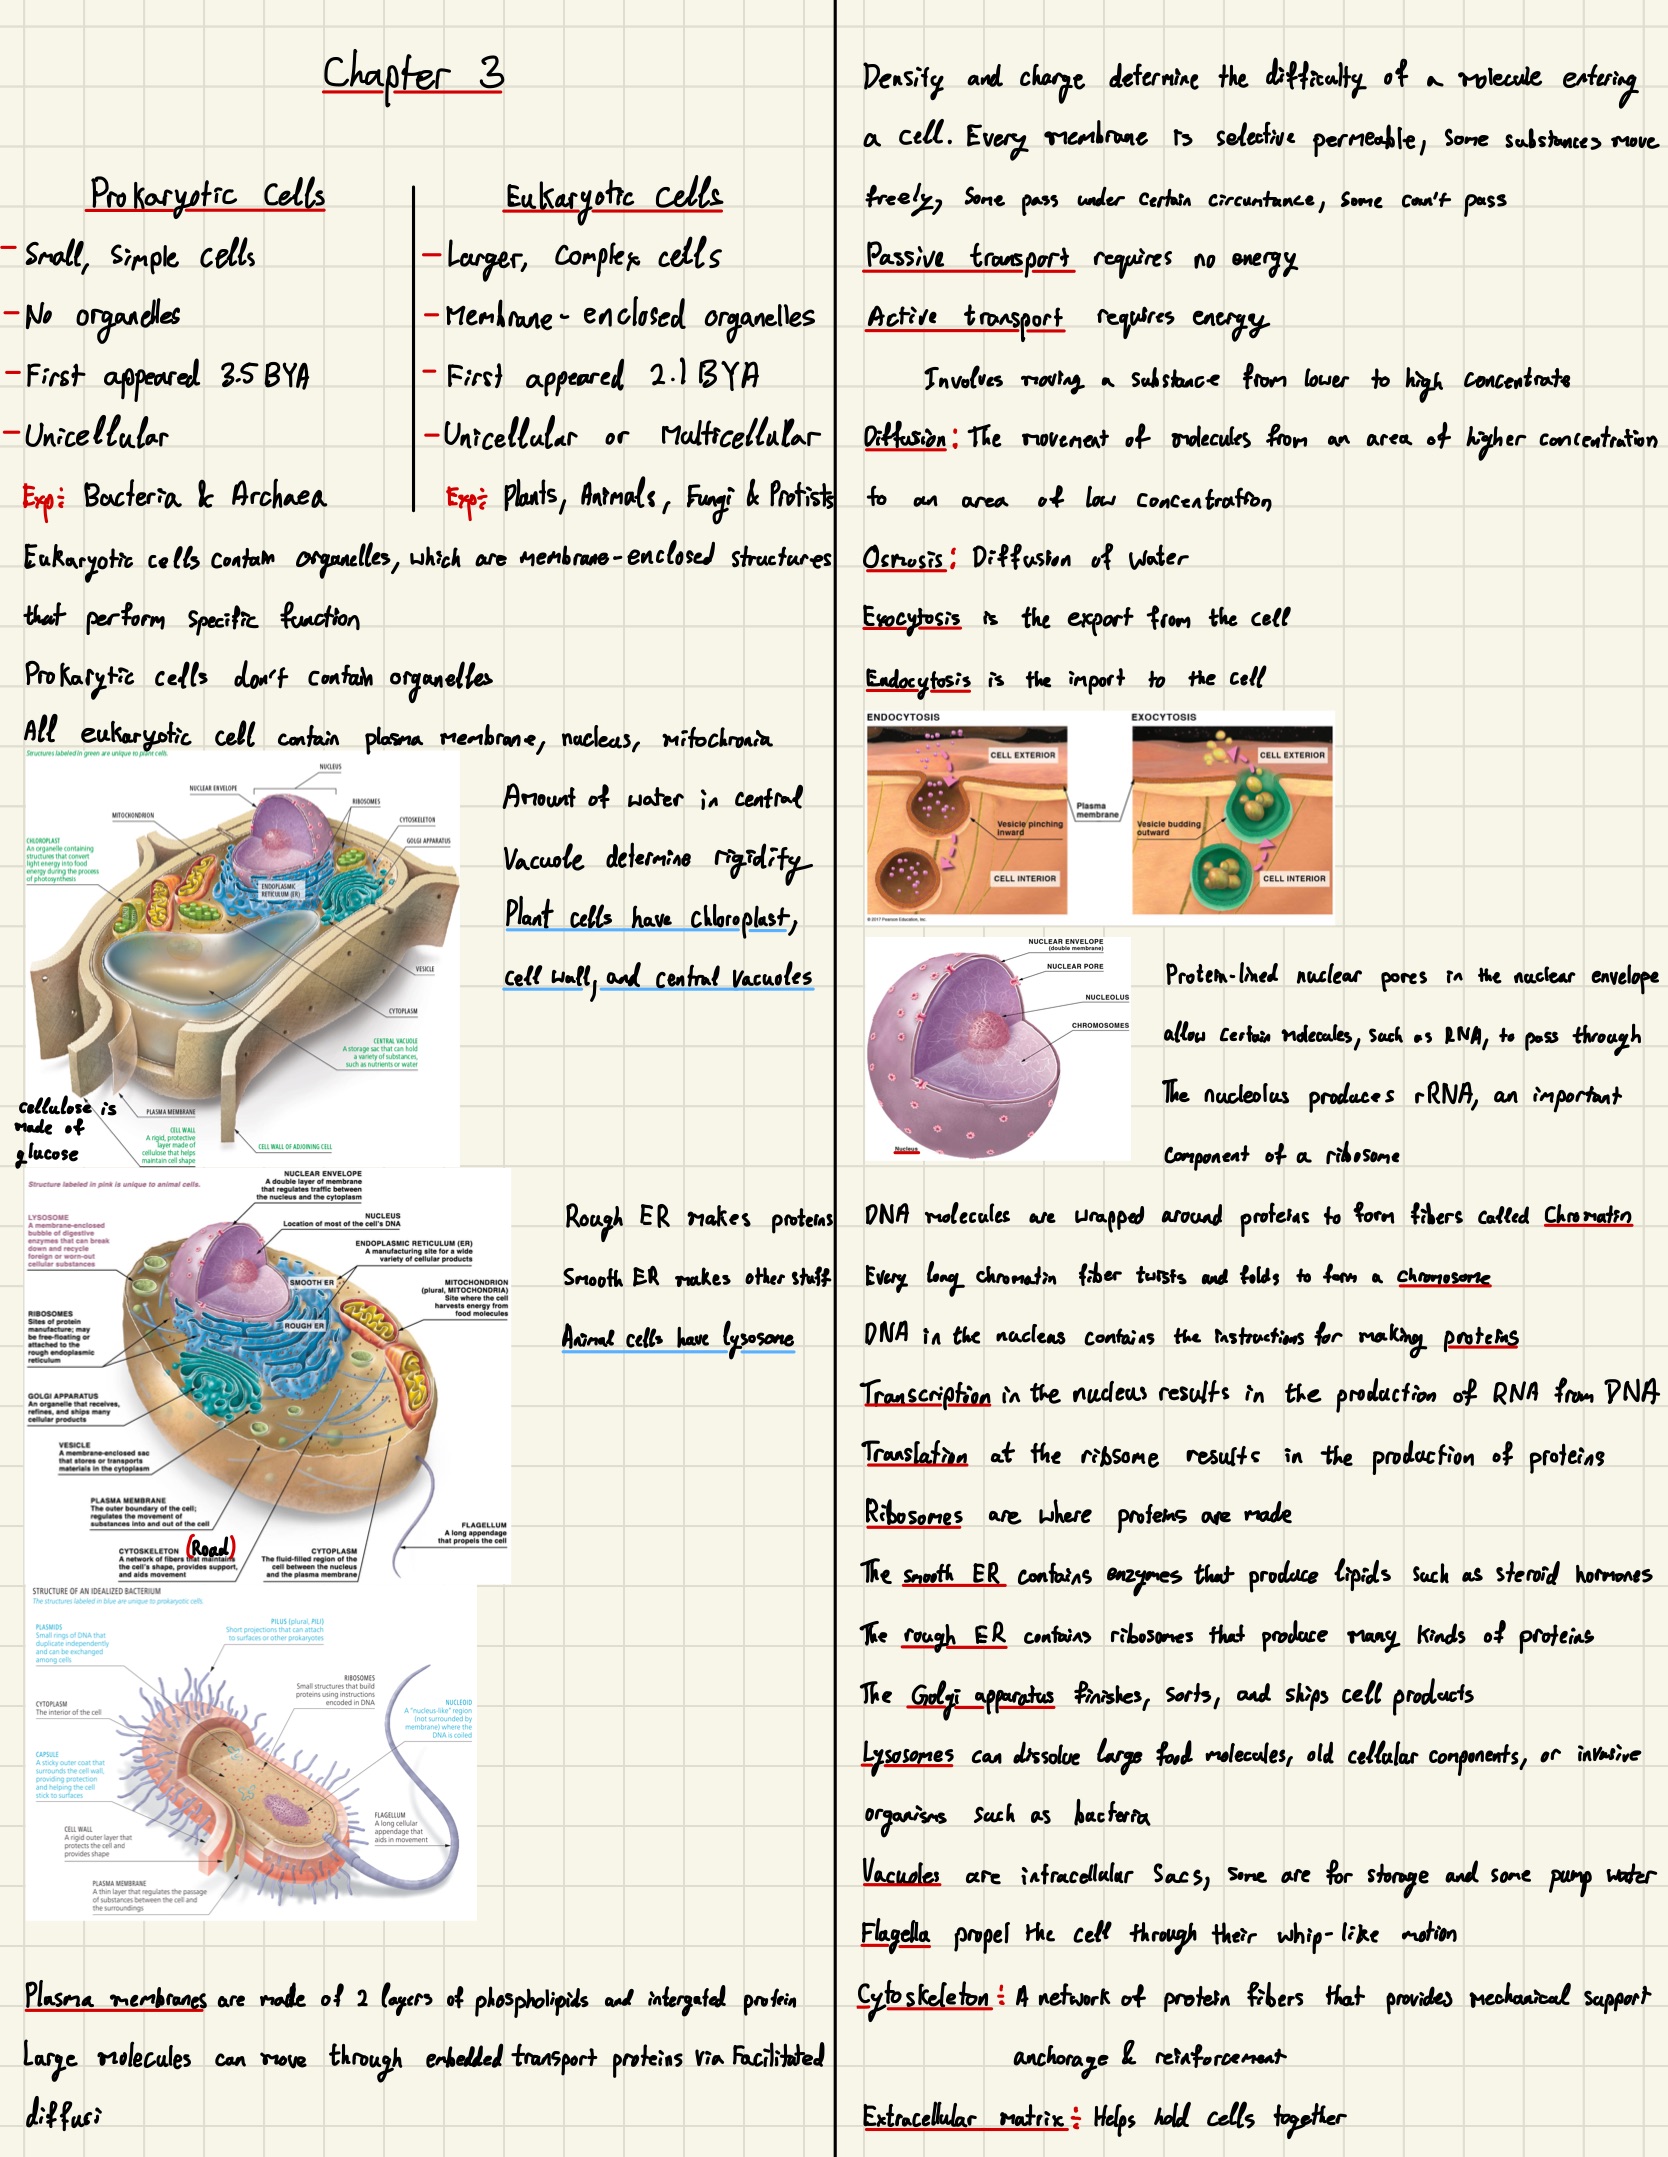 Chapter 3
Prokaryotic Cells
- Small, Simple cells
- No organelles
- First appeared 3.5 BYA
- Unicellular
Exp: Bacteria & Archaea
Eukaryotic Cells
- Larger, Complex cells
- Membrane-enclosed organelles
- First appeared 2.1 BYA
- Unicellular or Multicellular
Exp: Plants, Animals, Fungi & Protists
Eukaryotic cells contain organelles, which are membrane-enclosed structures
that perform specific function
Prokarytic cells don't contain organelles
All eukaryotic cell contain plasma membrane, nucleus, mitochronia
Structures labeled in green are unique to plant cells.
NUCLEUS
NUCLEAR ENVELOPE
RIBOSOMES
MITOCHONDRION
CYTOSKELETON
GOLGI APPARATUS
CHLOROPLAST
An organelle containing
structures that convert
light energy into food
energy during the process
of photosynthesis
ENDOPLASMIC
RETICULUM (ER)
VESICLE
CYTOPLASM
CENTRAL VACUOLE
A storage sac that can hold
a variety of substances,
such as nutrients or water
PLASMA MEMBRANE
CELL WALL
A rigid, protective
layer made of
cellulose that helps
maintain cell shape
CELL WALL OF ADJOINING CELL
cellulose is
made of
glucose
Amount of water in central
Vacuole determine rigidity
Plant cells have chloroplast,
cell wall, and central vacuoles
Structure labeled in pink is unique to animal cells.
NUCLEAR ENVELOPE
A double layer of membrane
that regulates traffic between
the nucleus and the cytoplasm
LYSOSOME
A membrane-enclosed
bubble of digestive
enzymes that can break
down and recycle
foreign or worn-out
cellular substances
NUCLEUS
Location of most of the cell's DNA
ENDOPLASMIC RETICULUM (ER)
A manufacturing site for a wide
variety of cellular products
SMOOTH ER
ROUGH ER
MITOCHONDRION
(plural, MITOCHONDRIA)
Site where the cell
harvests energy from
food molecules
RIBOSOMES
Sites of protein
manufacture; may
be free-floating or
attached to the
rough endoplasmic
reticulum
GOLGI APPARATUS
An organelle that receives,
refines, and ships many
cellular products
VESICLE
A membrane-enclosed sac
that stores or transports
materials in the cytoplasm
PLASMA MEMBRANE
The outer boundary of the cell;
regulates the movement of
substances into and out of the cell
CYTOSKELETON (Road)
A network of fibers that maintains
the cell's shape, provides support,
and aids movement
CYTOPLASM
The fluid-filled region of the
cell between the nucleus
and the plasma membrane
FLAGELLUM
A long appendage
that propels the cell
Rough ER makes proteins
Smooth ER makes other stuff
Animal cells have lysosome
STRUCTURE OF AN IDEALIZED BACTERIUM
The structures labeled in blue are unique to prokaryotic cells.
PLASMIDS
Small rings of DNA that
duplicate independently
and can be exchanged
among cells
PILUS (plural, PILI)
Short projections that can attach
to surfaces or other prokaryotes
RIBOSOMES
Small structures that build
proteins using instructions
encoded in DNA
CYTOPLASM
The interior of the cell
NUCLEOID
A "nucleus-like" region
(not surrounded by
membrane) where the
DNA is coiled
CAPSULE
A sticky outer coat that
surrounds the cell wall,
providing protection
and helping the cell
stick to surfaces
FLAGELLUM
A long cellular
appendage that
aids in movement
CELL WALL
A rigid outer layer that
protects the cell and
provides shape
PLASMA MEMBRANE
A thin layer that regulates the passage
of substances between the cell and
the surroundings
Plasma membranes are made of 2 layers of phospholipids and intergated protein
Large molecules can move through embedded transport proteins via Facilitated
diffusi
Density and charge determine the difficulty of a molecule entering
a cell. Every membrane is selective permeable, some substances move
freely, some pass under certain circumtance, some can't pass
Passive transport requires no energy
Active transport requires energy
Involves moving a substance from lower to high concentrate
Diffusion: The movement of molecules from an area of higher concentration
to an area of low concentration
Osmosis: Diffusion of water
Exocytosis is the export from the cell
Endocytosis is the import to the cell
ENDOCYTOSIS
EXOCYTOSIS
CELL EXTERIOR
CELL EXTERIOR
Plasma
membrane
Vesicle pinching
inward
Vesicle budding
outward
CELL INTERIOR
CELL INTERIOR
© 2017 Pearson Education, Inc
NUCLEAR ENVELOPE
(double membrane)
NUCLEAR PORE
NUCLEOLUS
CHROMOSOMES
Nucleus
Protein-lined nuclear pores in the nuclear envelope
allow certain molecules, such as RNA, to pass through
The nucleolus produces rRNA, an important
component of a ribosome
DNA molecules are wrapped around proteins to form fibers called Chromatin
Every long chromatin fiber twists and folds to form a chromosome
DNA in the nucleus contains the instructions for making proteins
Transcription in the nucleus results in the production of RNA from DNA
Translation at the ribsome results in the production of proteins
Ribosomes are where proteins are made
The smooth ER contains enzymes that produce lipids such as steroid hormones
The rough ER contains ribosomes that produce many kinds of proteins
The Golgi apparatus finishes, sorts, and ships cell products
Lysosomes can dissolve large food molecules, old cellular components, or invasive
organisms such as bacteria
Vacuoles are intracellular sacs, some are for storage and some pump water
Flagella propel the cell through their whip-like motion
Cytoskeleton: A network of protein fibers that provides mechanical support
anchorage & reinforcement
Extracellular matrix: Helps hold cells together